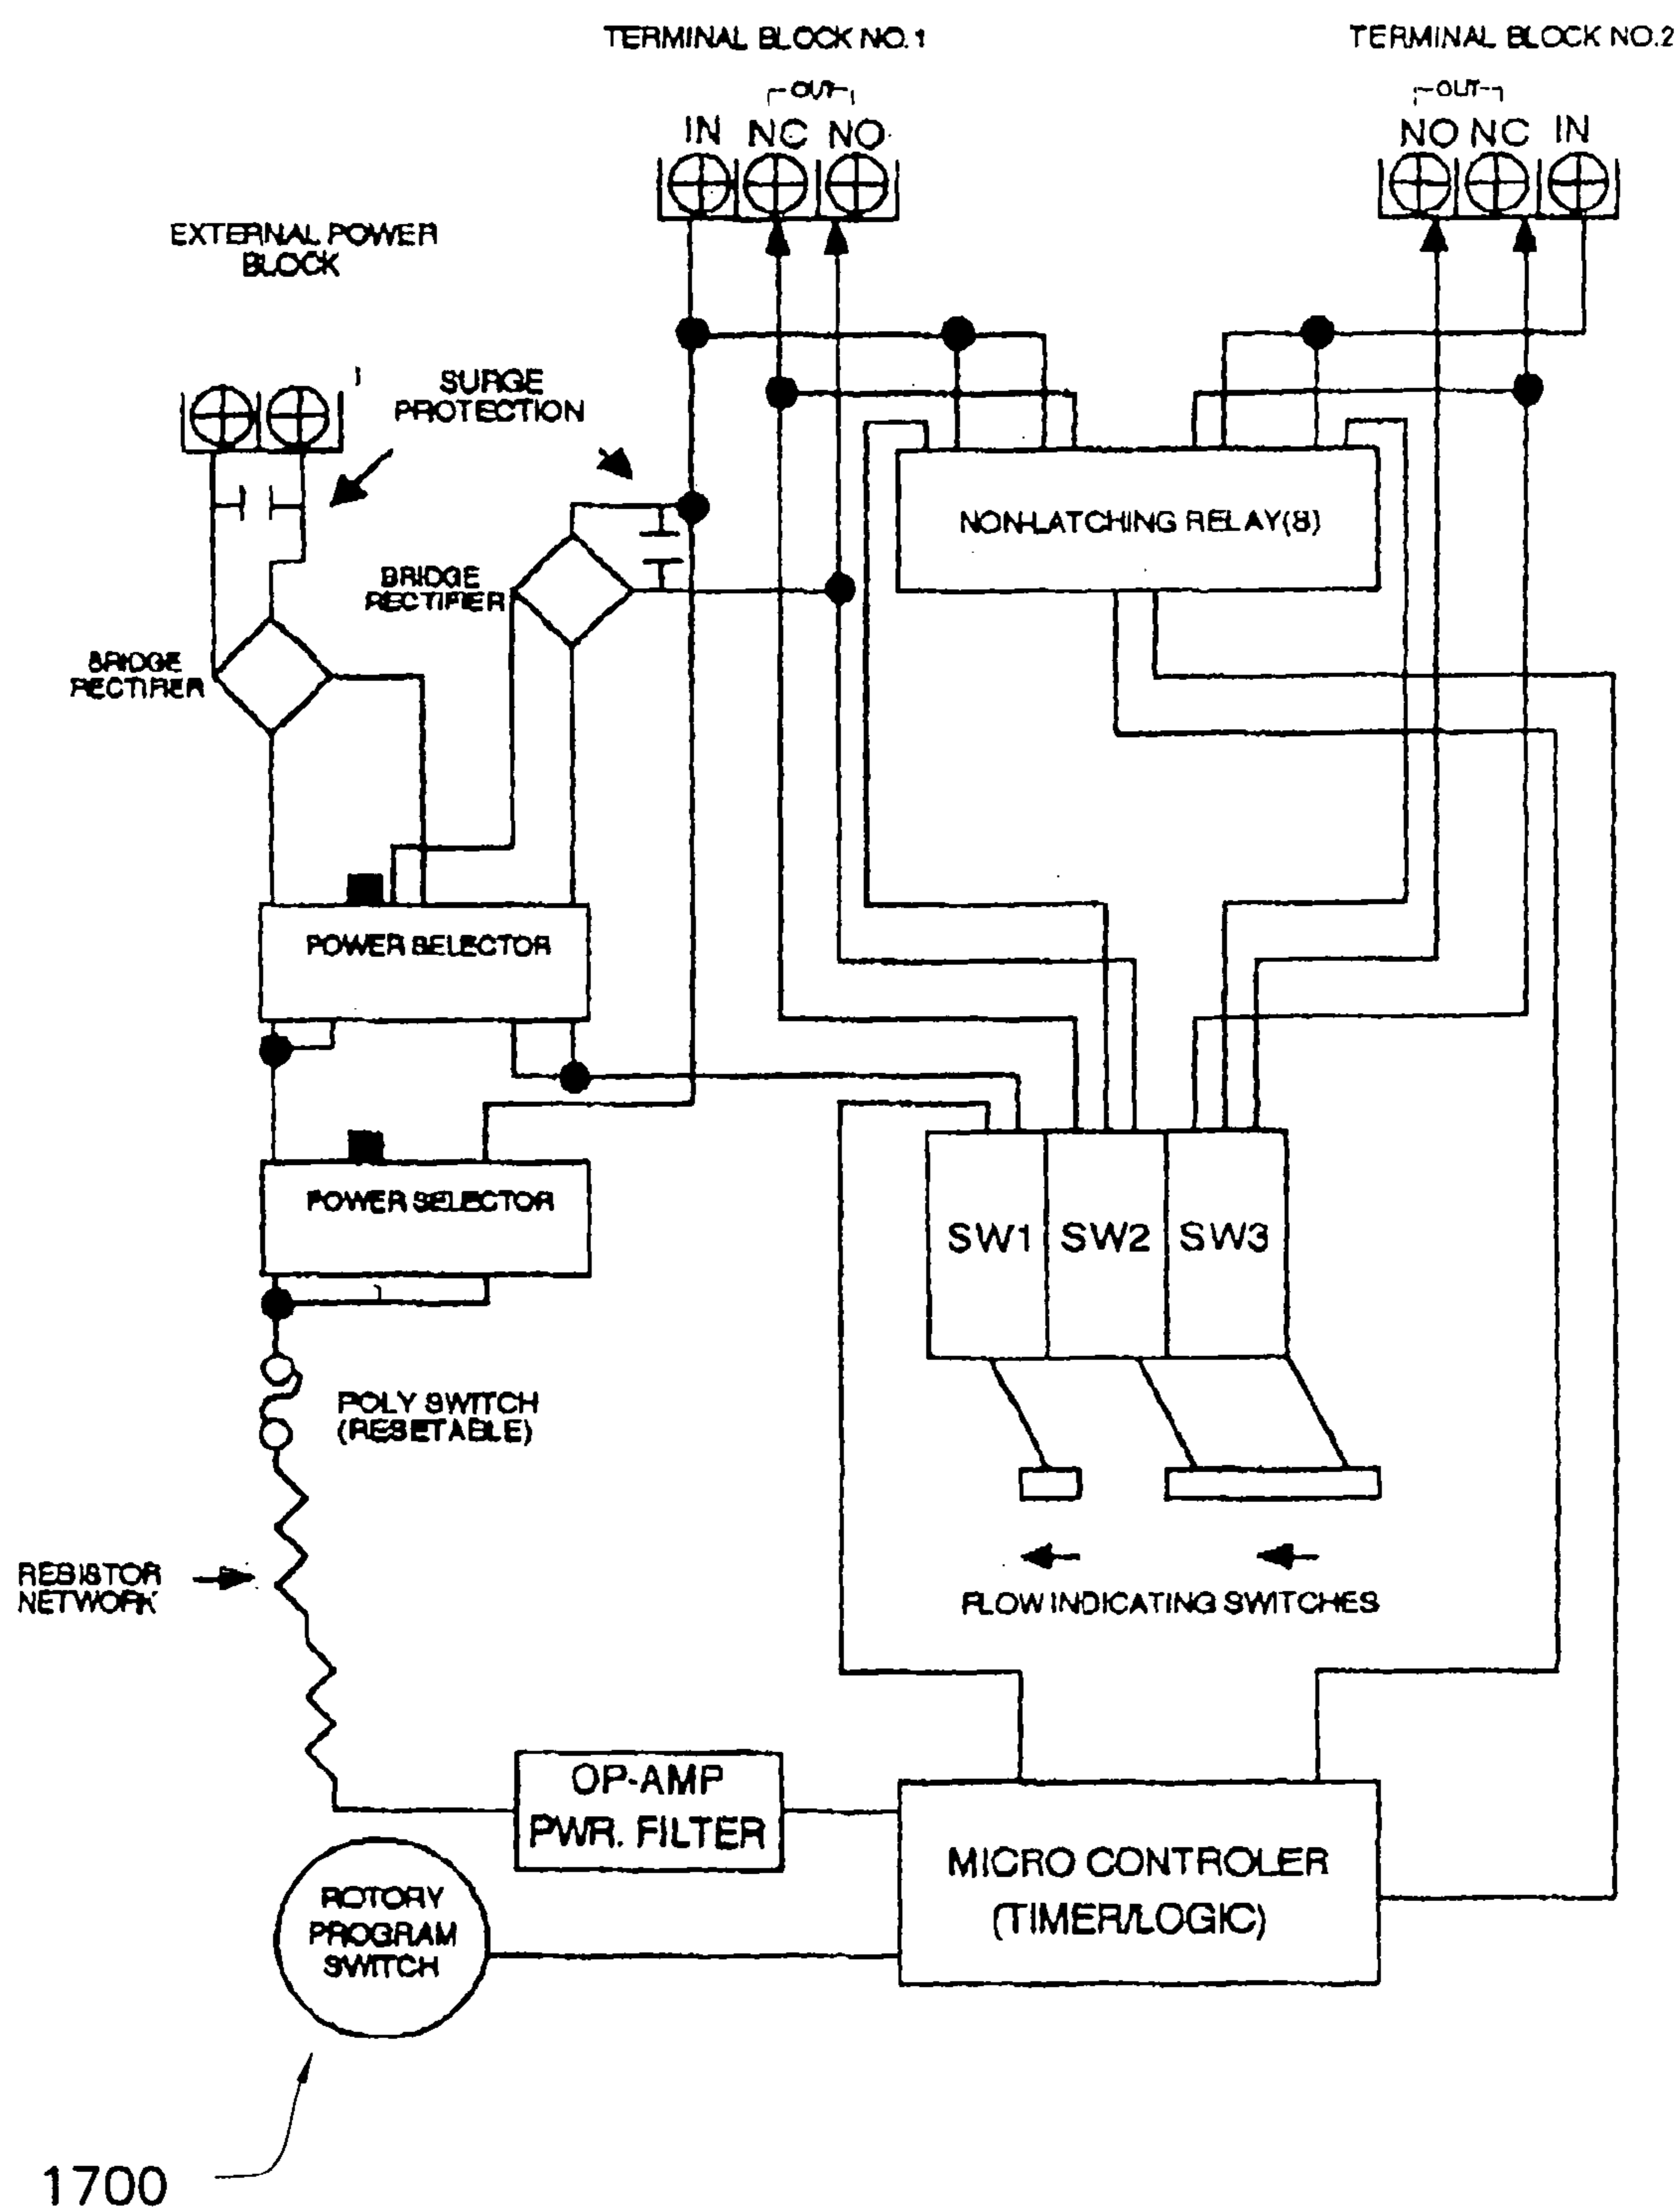 TERMINAL BLOCK NO.1
TERMINAL BLOCK NO.2
OUT
OUT
IN NC NO
NO NC IN
EXTERNAL POWER
BLOCK
SURGE
PROTECTION
NON-LATCHING RELAY(S)
BRIDGE
RECTIFIER
BRIDGE
RECTIFIER
POWER SELECTOR
POWER SELECTOR
SW1 SW2 SW3
POLY SWITCH
(RESETABLE)
RESISTOR
NETWORK
FLOW INDICATING SWITCHES
OP-AMP
PWR. FILTER
MICRO CONTROLER
(TIMER/LOGIC)
ROTORY
PROGRAM
SWITCH
1700